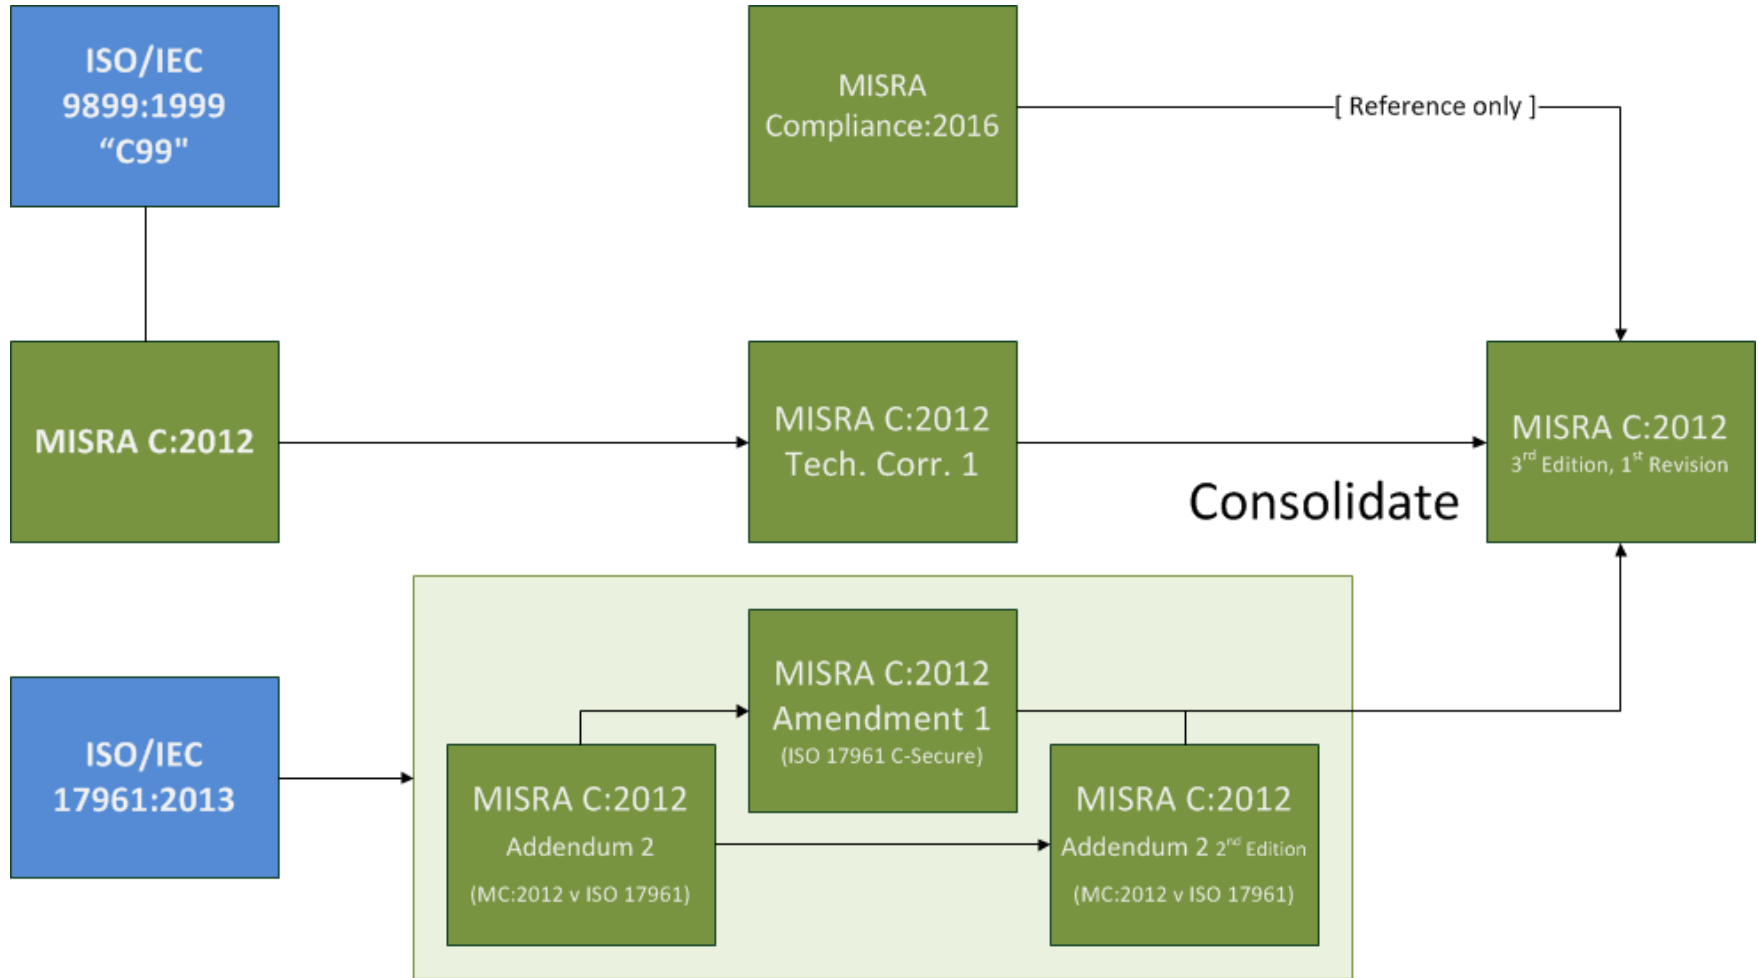 ISO/IEC
9899:1999
“C99"
MISRA
Compliance:2016
[ Reference only ]
MISRA C:2012
MISRA C:2012
Tech. Corr. 1
Consolidate
MISRA C:2012
3rd Edition, 1st Revision
ISO/IEC
17961:2013
MISRA C:2012
Addendum 2
(MC:2012 v ISO 17961)
MISRA C:2012
Amendment 1
(ISO 17961 C-Secure)
MISRA C:2012
Addendum 2 2nd Edition
(MC:2012 v ISO 17961)